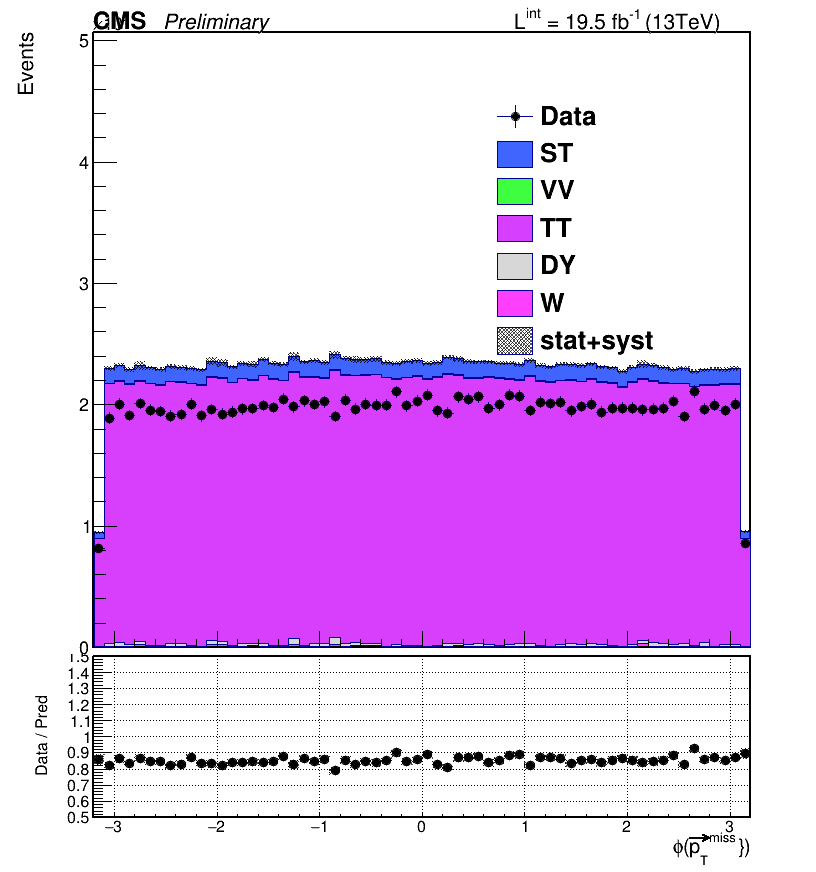 CMS Preliminary L^int = 19.5 fb^-1 (13TeV)
Events
5
4
3
2
1
0
Data
ST
VV
TT
DY
W
stat+syst
Data / Pred
1.5
1.4
1.3
1.2
1.1
1
0.9
0.8
0.7
0.6
0.5
−3 −2 −1 0 1 2 3
ϕ(p⃗_T^miss })